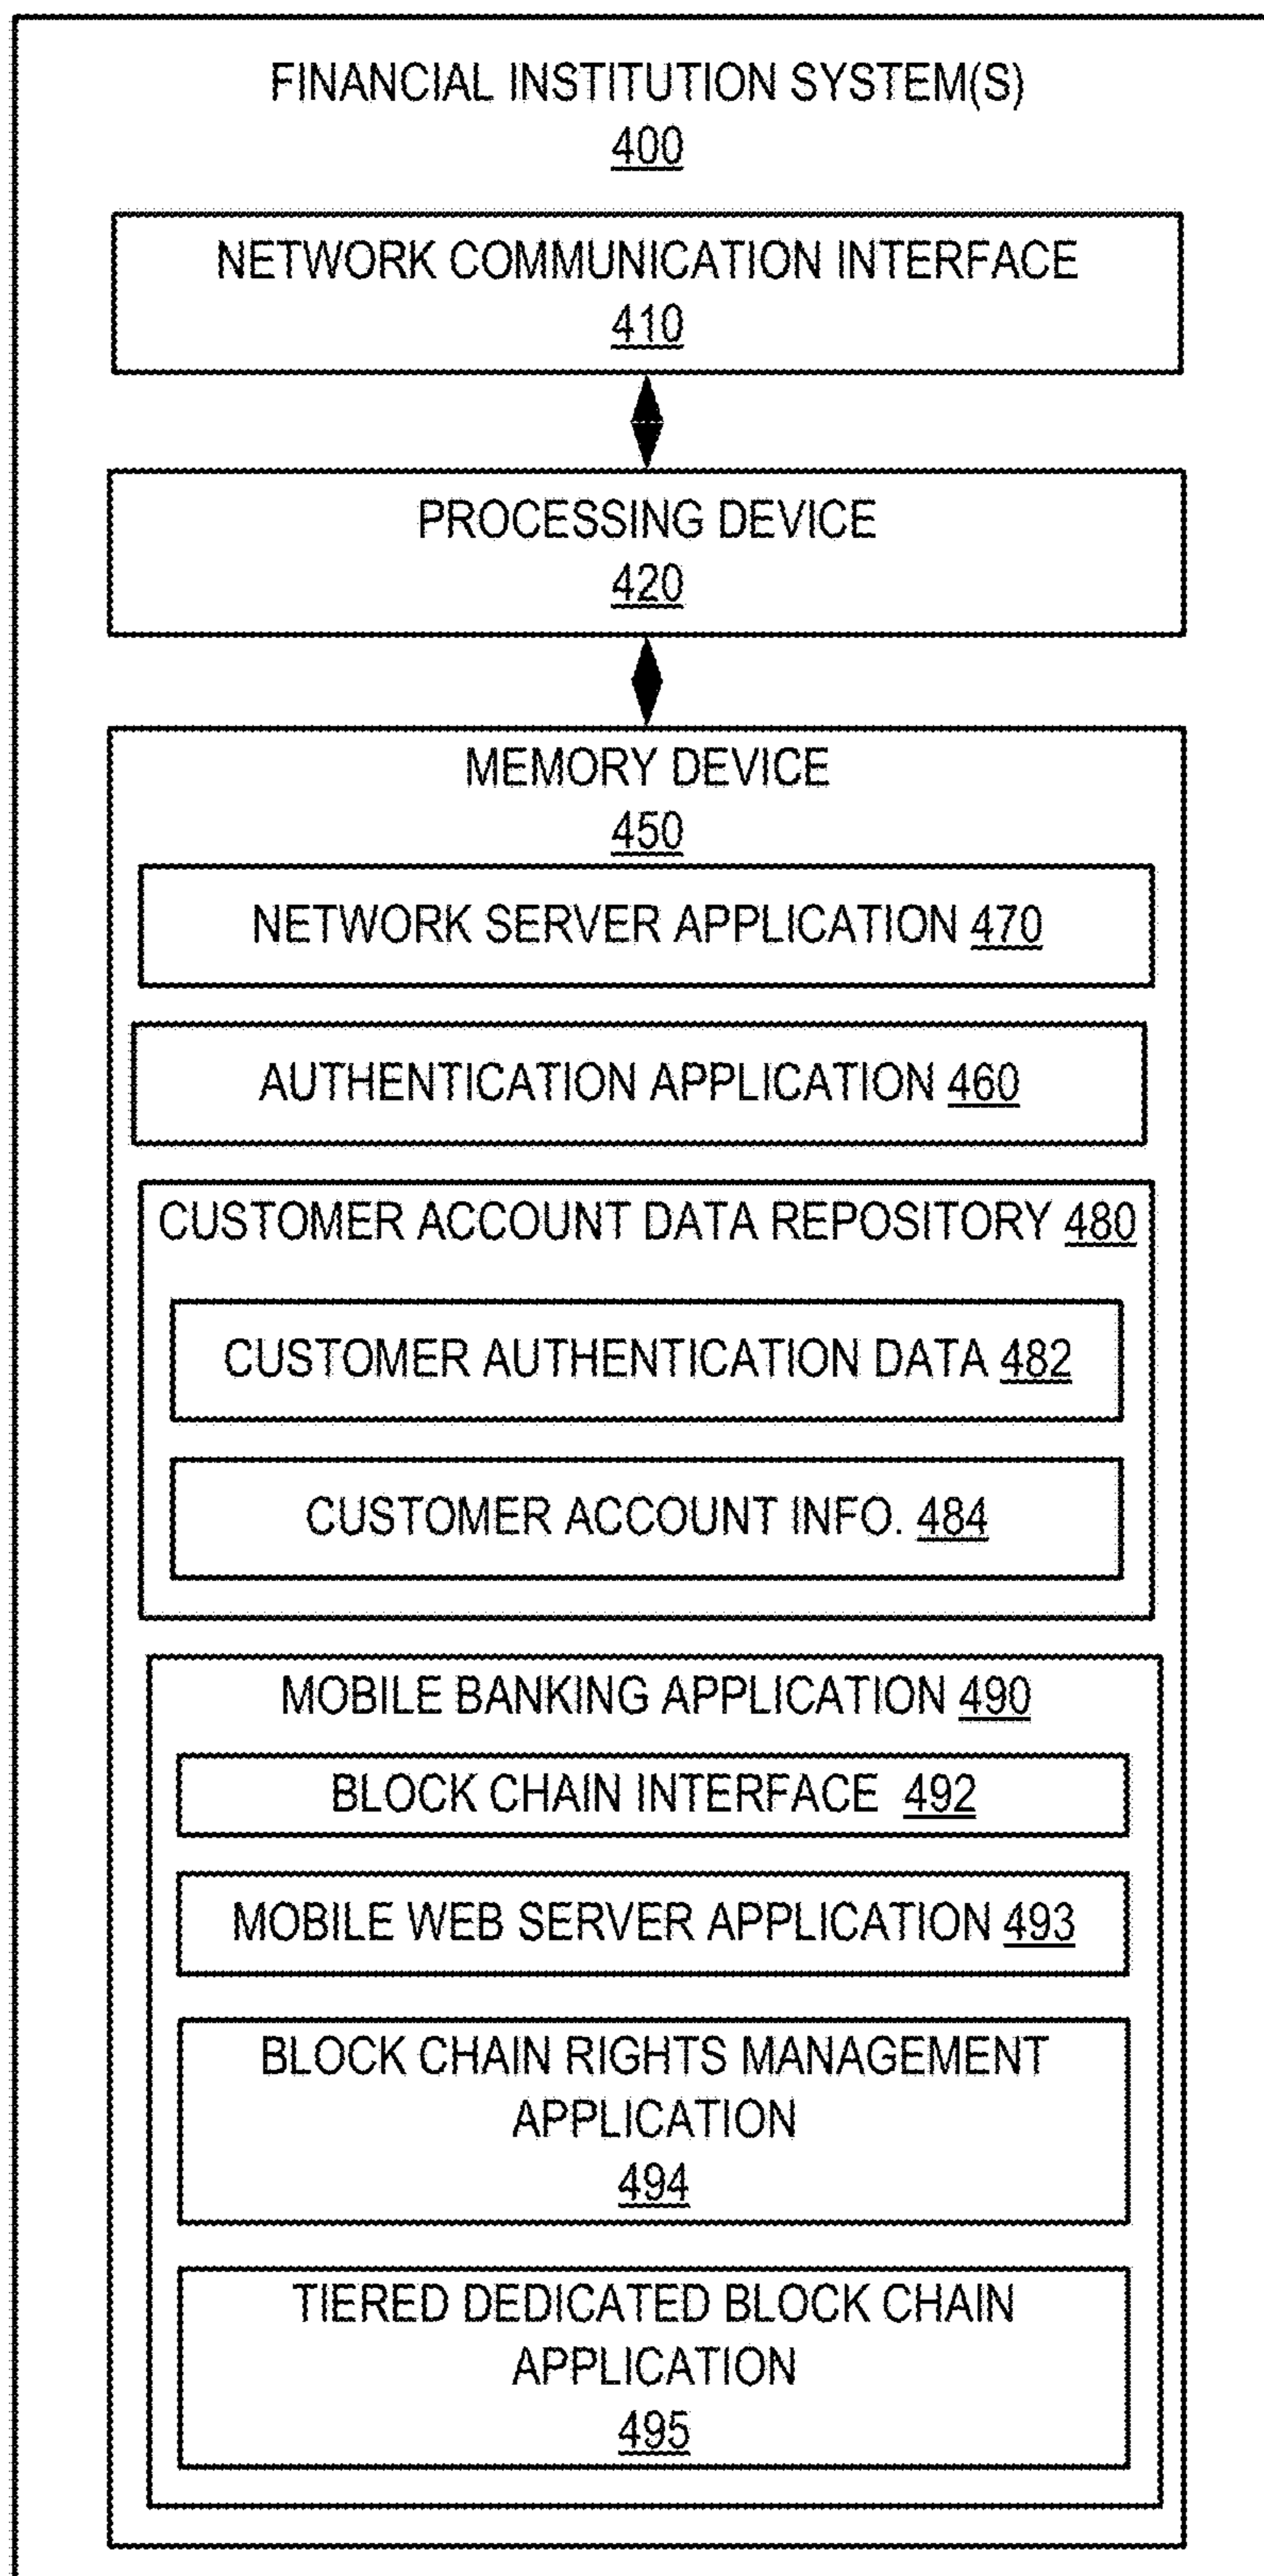 FINANCIAL INSTITUTION SYSTEM(S)
400
NETWORK COMMUNICATION INTERFACE
410
PROCESSING DEVICE
420
MEMORY DEVICE
450
NETWORK SERVER APPLICATION 470
AUTHENTICATION APPLICATION 460
CUSTOMER ACCOUNT DATA REPOSITORY 480
CUSTOMER AUTHENTICATION DATA 482
CUSTOMER ACCOUNT INFO. 484
MOBILE BANKING APPLICATION 490
BLOCK CHAIN INTERFACE 492
MOBILE WEB SERVER APPLICATION 493
BLOCK CHAIN RIGHTS MANAGEMENT
APPLICATION
494
TIERED DEDICATED BLOCK CHAIN
APPLICATION
495